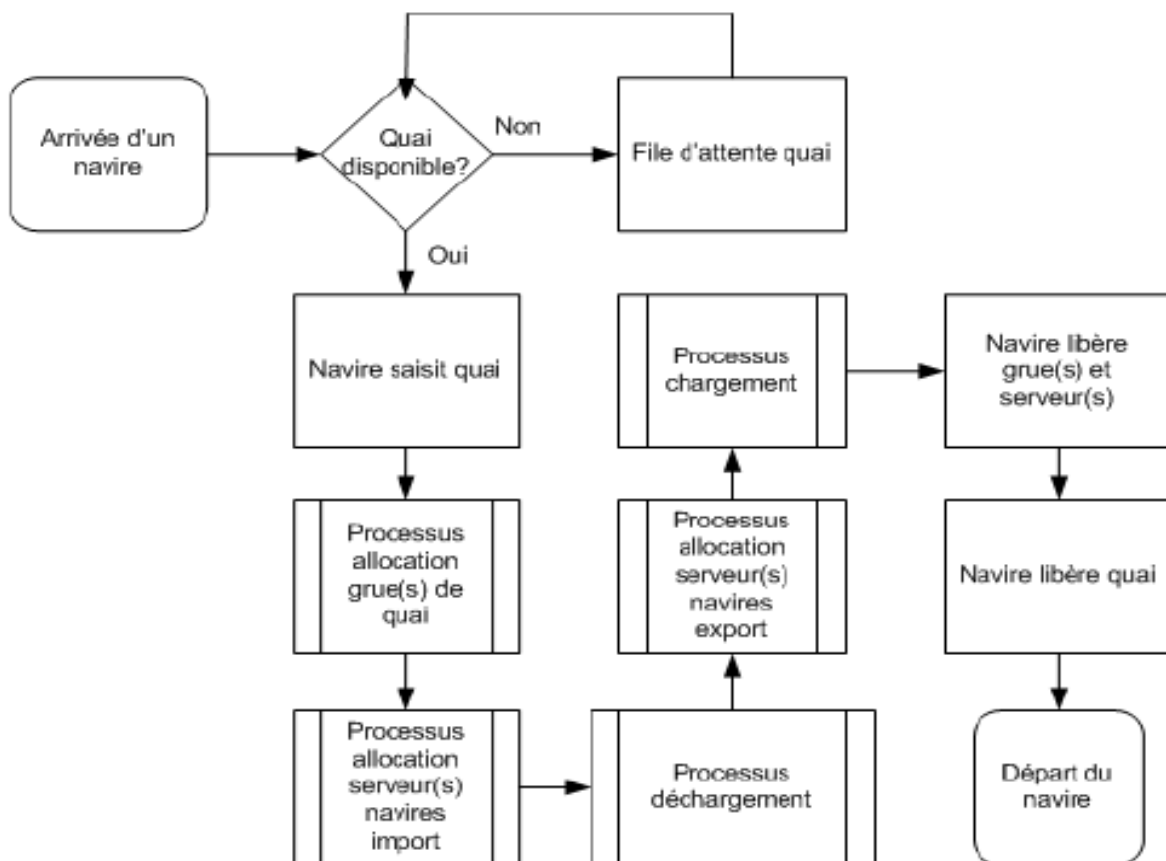 Arrivée d'un
navire
Quai
disponible?
Non
File d'attente quai
Oui
Navire saisit quai
Processus
allocation
grue(s) de
quai
Processus
allocation
serveur(s)
navires
import
Processus
déchargement
Processus
allocation
serveur(s)
navires
export
Processus
chargement
Navire libère
grue(s) et
serveur(s)
Navire libère quai
Départ du
navire